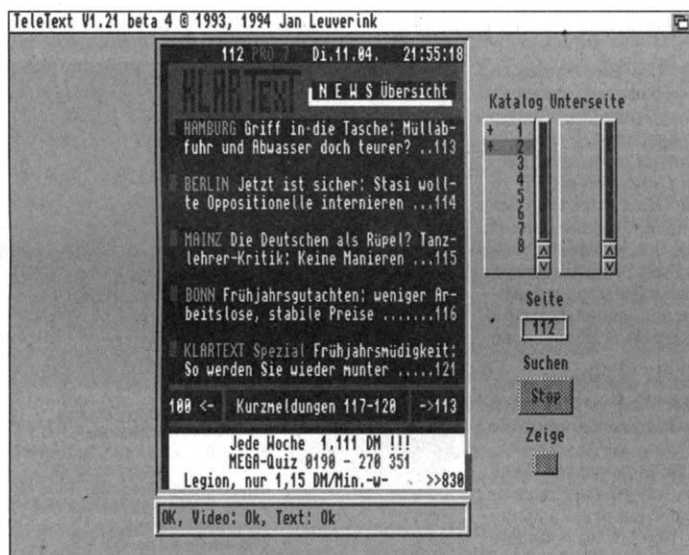 TeleText V1.21 beta 4 © 1993, 1994 Jan Leuverink
112 PRO 7 Di.11.04. 21:55:18
KLARTEXT
N E W S Übersicht
HAMBURG Griff in die Tasche: Müllab-
fuhr und Abwasser doch teurer? ..113
BERLIN Jetzt ist sicher: Stasi woll-
te Oppositionelle internieren ...114
MAINZ Die Deutschen als Rüpel? Tanz-
lehrer-Kritik: Keine Manieren ...115
BONN Frühjahrsgutachten: weniger Ar-
beitslose, stabile Preise .......116
KLARTEXT Spezial Frühjahrsmüdigkeit:
So werden Sie wieder munter .....121
100 <- Kurzmeldungen 117-120 ->113
Jede Woche 1.111 DM !!!
MEGA-Quiz 0190 - 270 351
Legion, nur 1,15 DM/Min.-w- >>830
OK, Video: Ok, Text: Ok
Katalog Unterseite
+ 1
+ 2
3
4
5
6
7
8
Seite
112
Suchen
Stop
Zeige